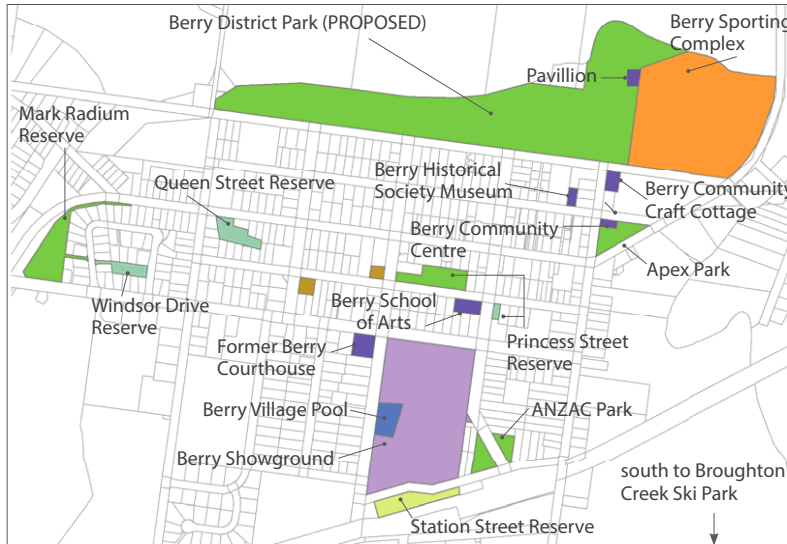 Berry District Park (PROPOSED)
Berry Sporting
Complex
Pavillion
Mark Radium
Reserve
Queen Street Reserve
Berry Historical
Society Museum
Berry Community
Craft Cottage
Berry Community
Centre
Apex Park
Windsor Drive
Reserve
Berry School
of Arts
Princess Street
Reserve
Former Berry
Courthouse
Berry Village Pool
ANZAC Park
Berry Showground
south to Broughton
Creek Ski Park
Station Street Reserve